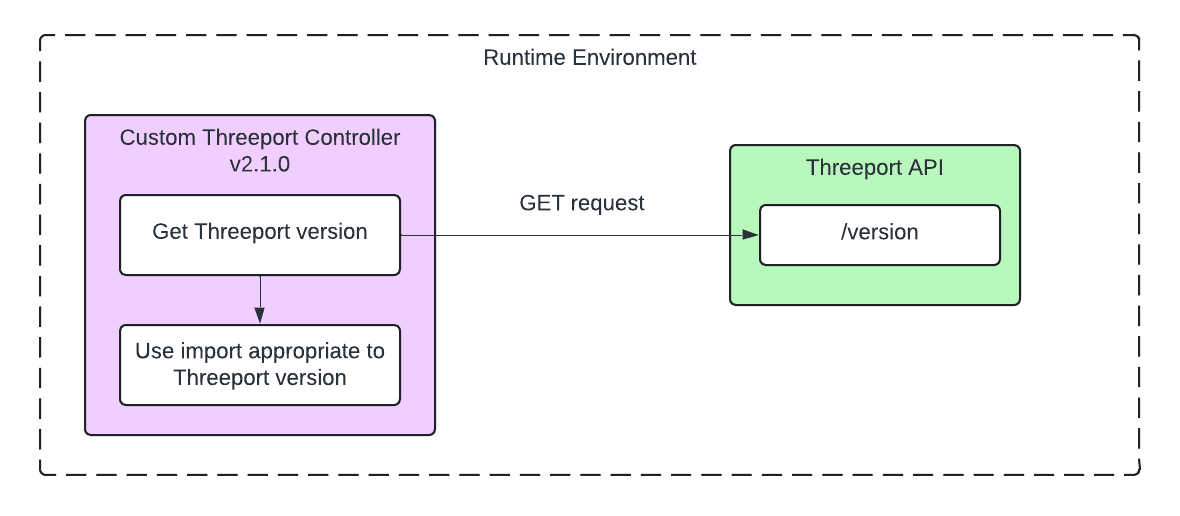 Runtime Environment
Custom Threeport Controller
v2.1.0
Get Threeport version
Use import appropriate to
Threeport version
GET request
Threeport API
/version